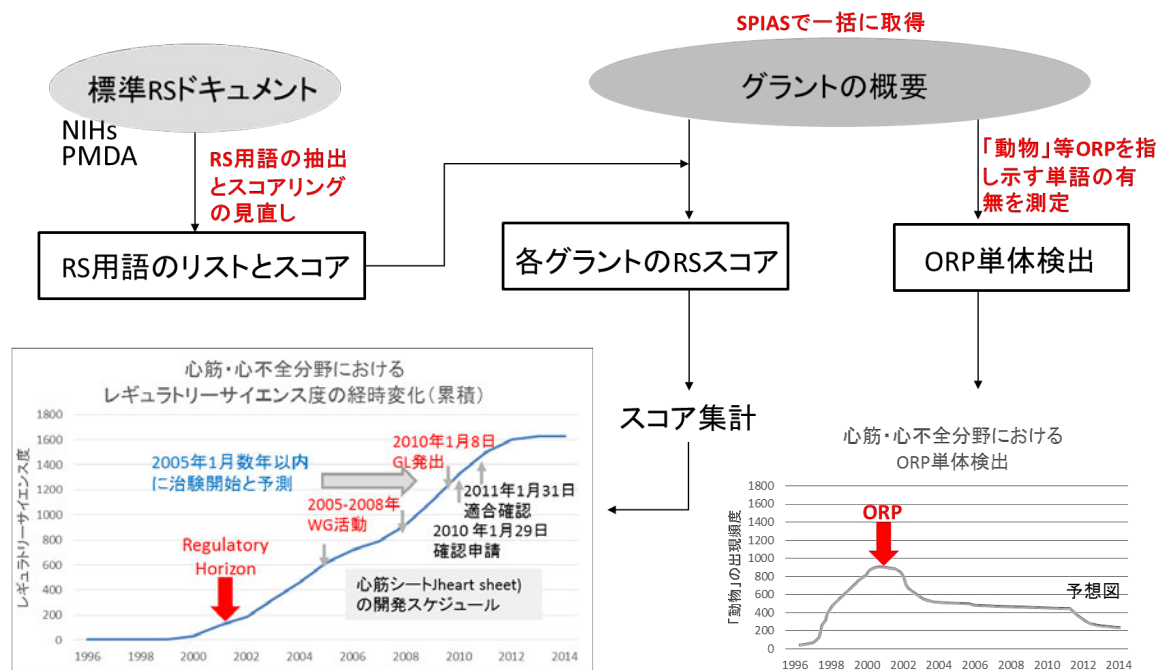 SPIASで一括に取得
標準RSドキュメント
グラントの概要
NIHs
PMDA
RS用語の抽出
とスコアリング
の見直し
「動物」等ORPを指
し示す単語の有
無を測定
RS用語のリストとスコア
各グラントのRSスコア
ORP単体検出
スコア集計
心筋・心不全分野における
レギュラトリーサイエンス度の経時変化(累積)
レギュラトリーサイエンス度
1800
1600
1400
1200
1000
800
600
400
200
0
1996
1998
2000
2002
2004
2006
2008
2010
2012
2014
2005年1月数年以内
に治験開始と予測
2010年1月8日
GL発出
2005-2008年
WG活動
2011年1月31日
適合確認
2010 年1月29日
確認申請
Regulatory
Horizon
心筋シートJheart sheet)
の開発スケジュール
心筋・心不全分野における
ORP単体検出
「動物」の出現頻度
1800
1600
1400
1200
1000
800
600
400
200
0
ORP
予想図
1996
1998
2000
2002
2004
2006
2008
2010
2012
2014